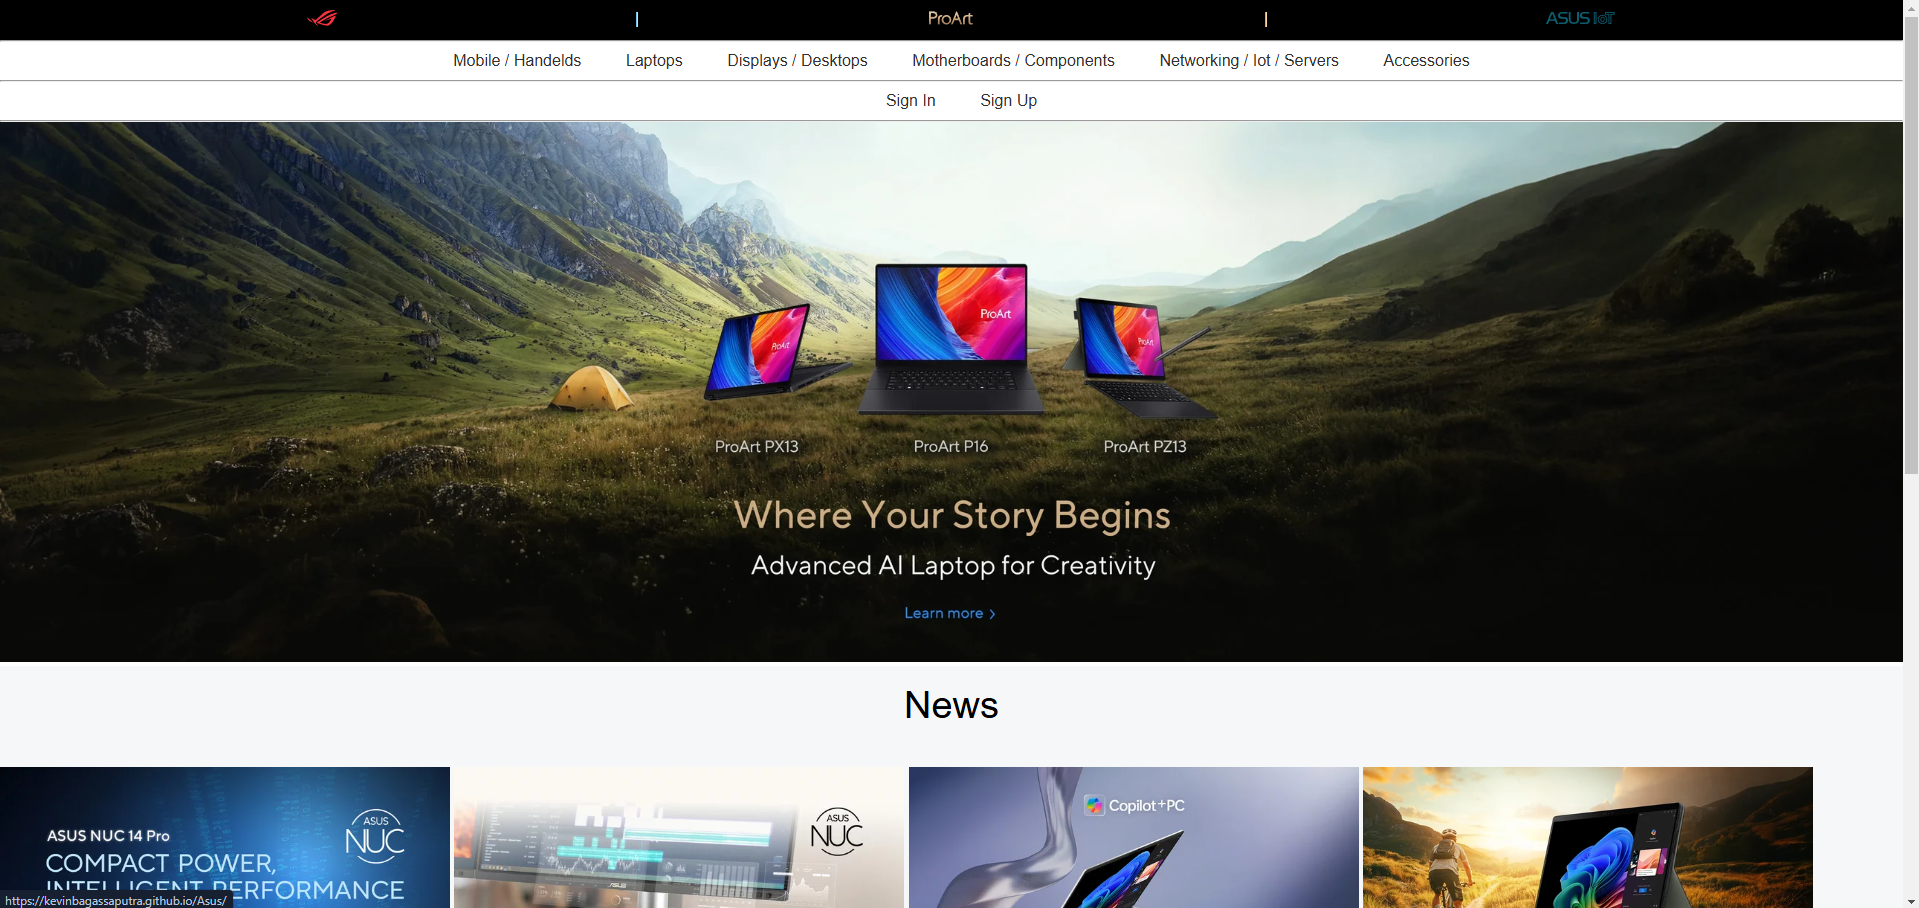 ProArt
ASUS IoT
Mobile / Handelds Laptops Displays / Desktops Motherboards / Components Networking / Iot / Servers Accessories
Sign In Sign Up
ProArt
ProArt
ProArt
ProArt PX13 ProArt P16 ProArt PZ13
Where Your Story Begins
Advanced AI Laptop for Creativity
Learn more >
News
ASUS NUC 14 Pro
COMPACT POWER,
INTELLIGENT PERFORMANCE
ASUS
NUC
ASUS
NUC
ASUS
Copilot+PC
https://kevinbagassaputra.github.io/Asus/